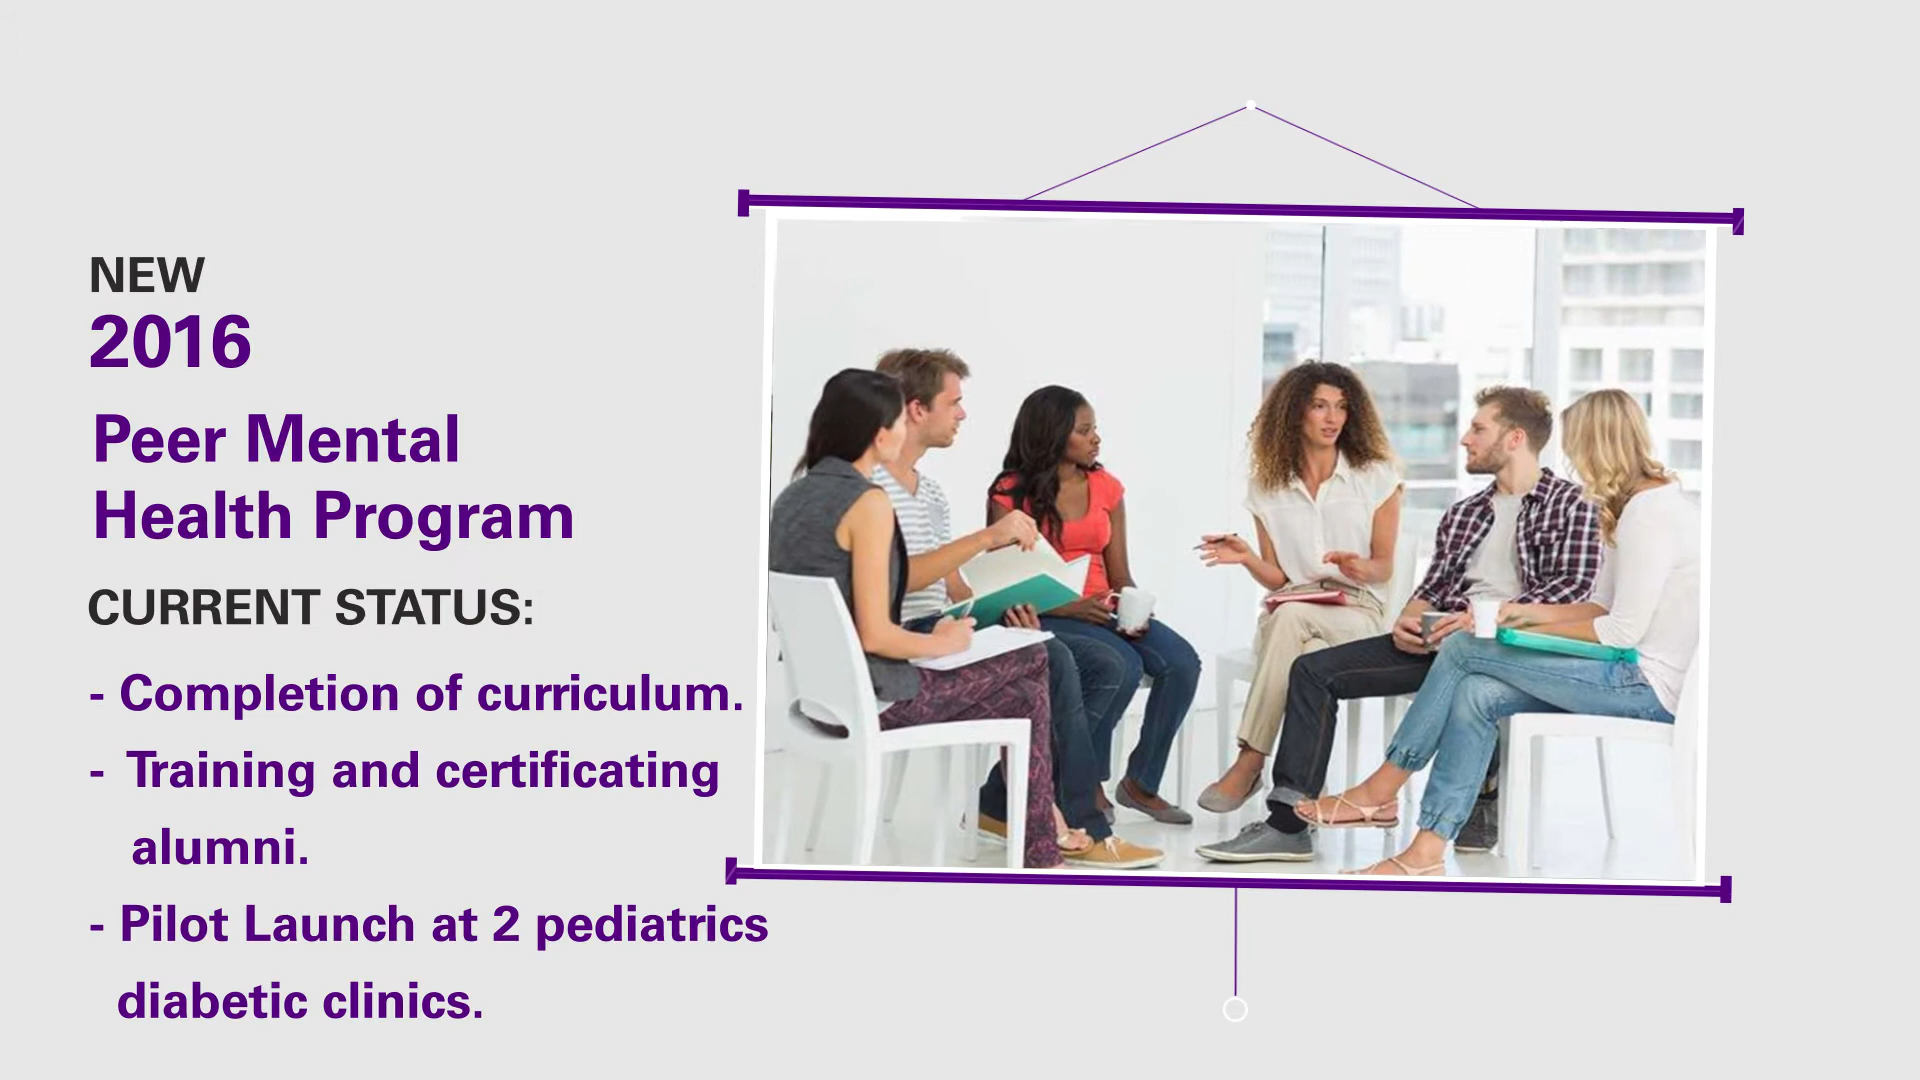 NEW
2016
Peer Mental
Health Program
CURRENT STATUS:
- Completion of curriculum.
- Training and certificating
alumni.
- Pilot Launch at 2 pediatrics
diabetic clinics.